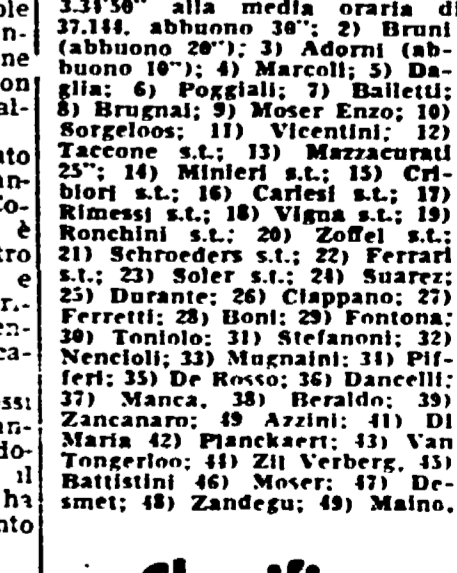 3.34'50" alla media oraria di
37.144, abbuono 30"; 2) Bruni
(abbuono 20"); 3) Adorni (ab-
buono 10"); 4) Marcoli; 5) Da-
glia; 6) Poggiali; 7) Bailetti;
8) Brugnai; 9) Moser Enzo; 10)
Sorgeloos; 11) Vicentini; 12)
Taccone s.t.; 13) Mazzacurati
25"; 14) Minieri s.t.; 15) Cri-
biori s.t.; 16) Carlesi s.t.; 17)
Rimessi s.t.; 18) Vigna s.t.; 19)
Ronchini s.t.; 20) Zoffel s.t.;
21) Schroeders s.t.; 22) Ferrari
s.t.; 23) Soler s.t.; 24) Suarez;
25) Durante; 26) Ciappano; 27)
Ferretti; 28) Boni; 29) Fontona;
30) Toniolo; 31) Stefanoni; 32)
Nencioli; 33) Mugnaini; 34) Pif-
feri; 35) De Rosso; 36) Dancelli;
37) Manca, 38) Beraldo; 39)
Zancanaro; 49 Azzini; 41) Di
Maria 42) Planckaert; 43) Van
Tongerloo; 44) Zil Verberg, 45)
Battistini 46) Moser; 47) De-
smet; 48) Zandegu; 49) Maino.